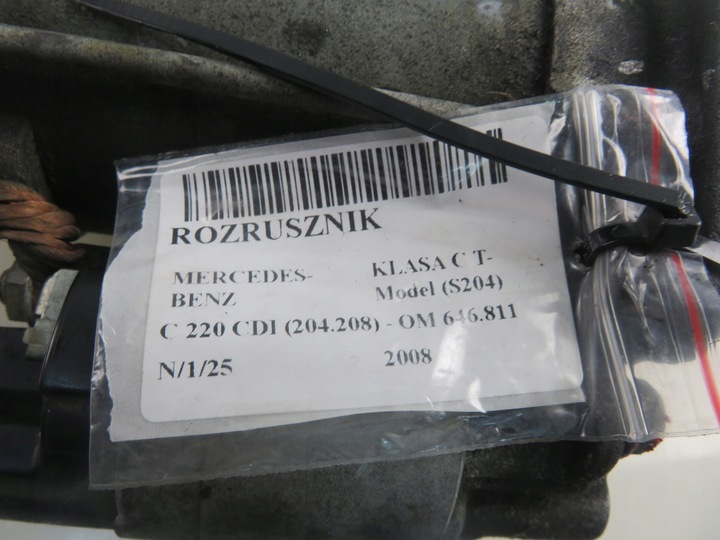 ROZRUSZNIK
MERCEDES-
BENZ
KLASA C T-
Model (S204)
C 220 CDI (204.208) - OM 646.811
N/1/25
2008